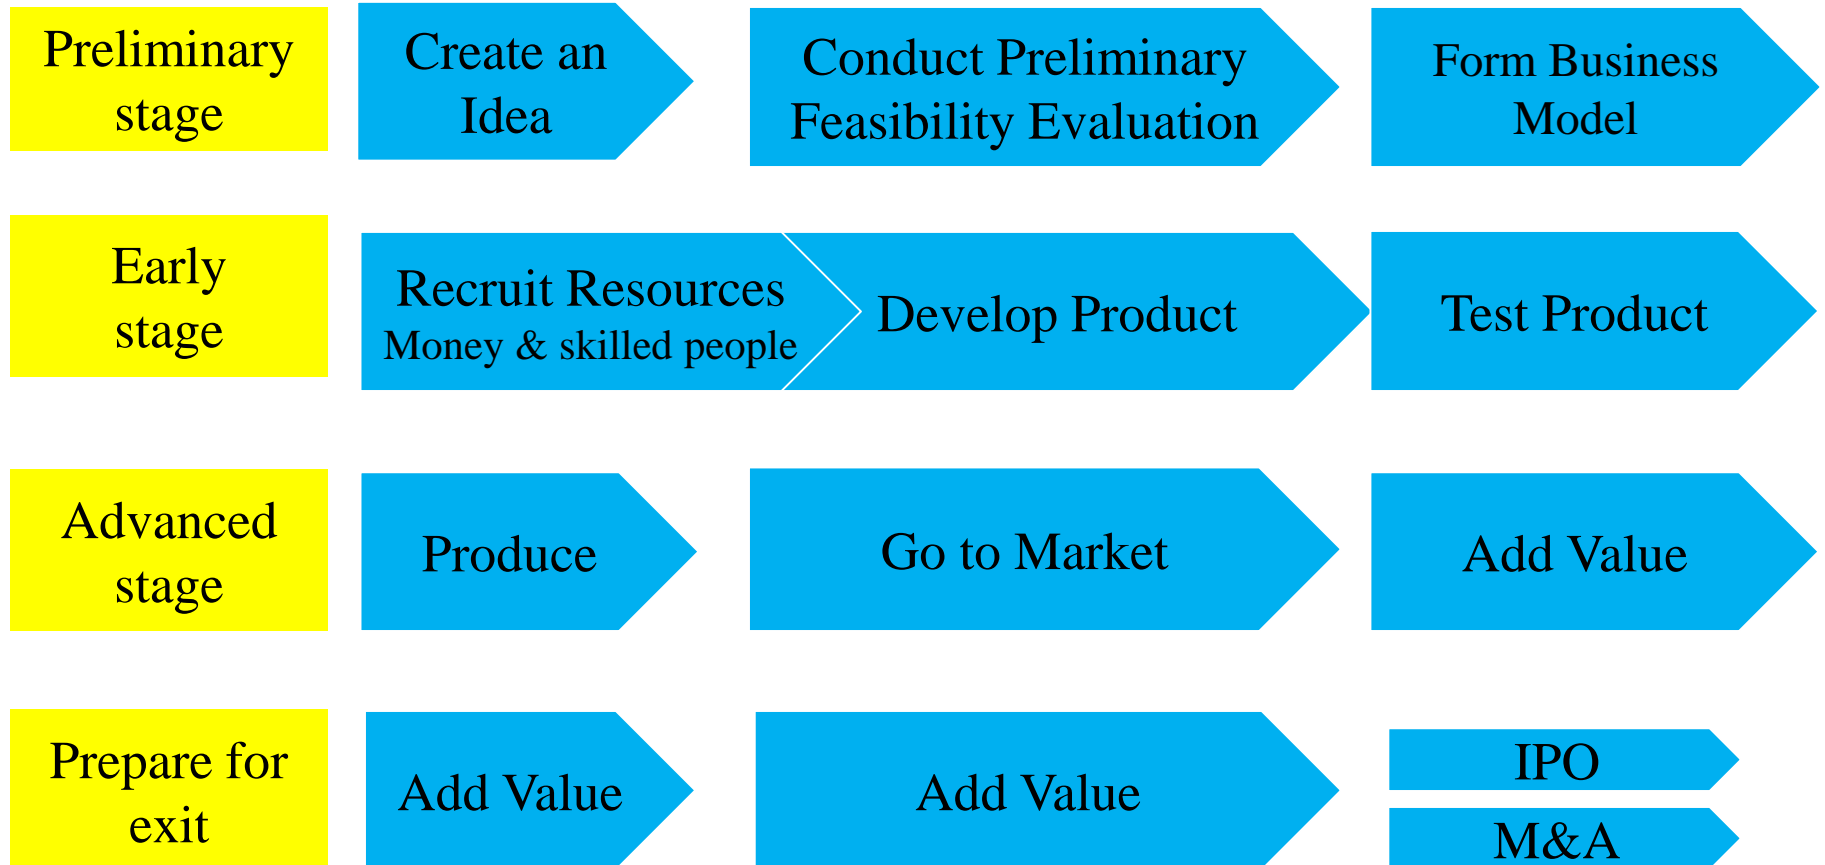 Preliminary
stage
Create an
Idea
Conduct Preliminary
Feasibility Evaluation
Form Business
Model
Early
stage
Recruit Resources
Money & skilled people
Develop Product
Test Product
Advanced
stage
Produce
Go to Market
Add Value
Prepare for
exit
Add Value
Add Value
IPO
M&A